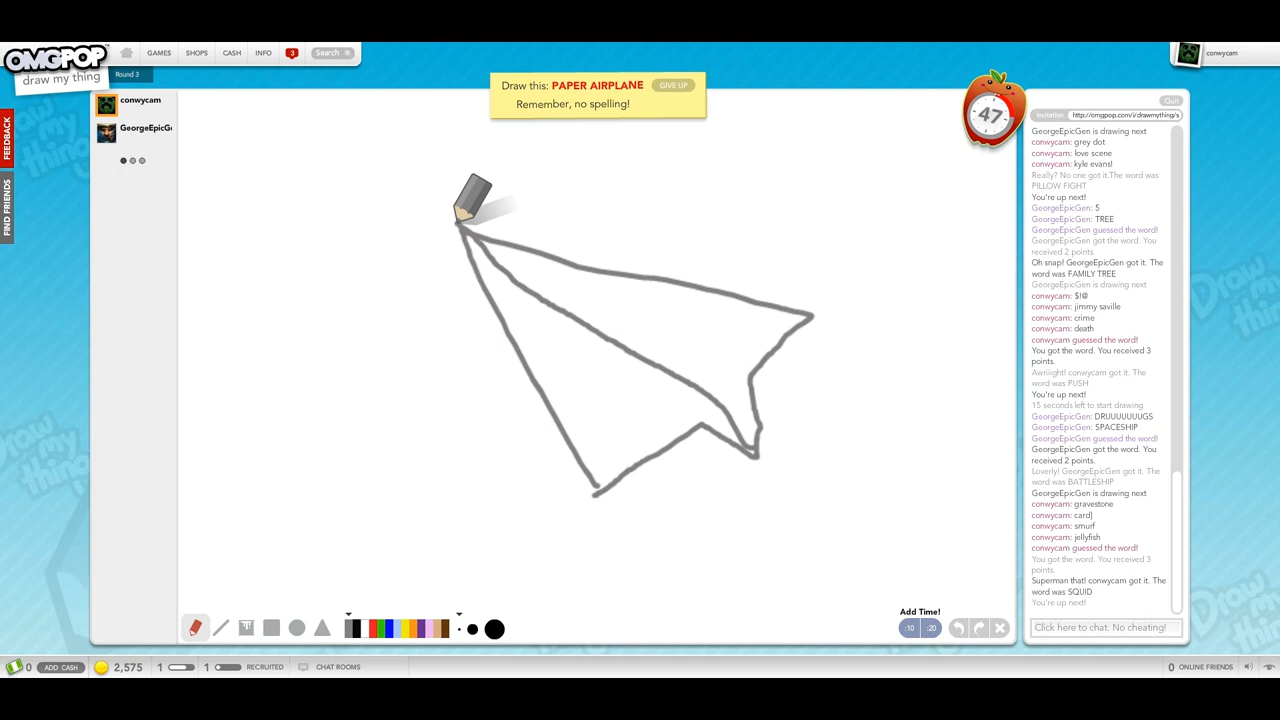 OMGPOP
GAMES SHOPS CASH INFO 3 Search
conwycam
draw my thing
Round 3
Draw this: PAPER AIRPLANE GIVE UP
Remember, no spelling!
47
FEEDBACK
FIND FRIENDS
conwycam
GeorgeEpicGe
Quit
Invitation http://omgpop.com/i/drawmything/s
GeorgeEpicGen is drawing next
conwycam: grey dot
conwycam: love scene
conwycam: kyle evans!
Really? No one got it.The word was
PILLOW FIGHT
You're up next!
GeorgeEpicGen: 5
GeorgeEpicGen: TREE
GeorgeEpicGen guessed the word!
GeorgeEpicGen got the word. You
received 2 points.
Oh snap! GeorgeEpicGen got it. The
word was FAMILY TREE
GeorgeEpicGen is drawing next
conwycam: $!@
conwycam: jimmy saville
conwycam: crime
conwycam: death
conwycam guessed the word!
You got the word. You received 3
points.
Awriiight! conwycam got it. The
word was PUSH
You're up next!
15 seconds left to start drawing
GeorgeEpicGen: DRUUUUUUGS
GeorgeEpicGen: SPACESHIP
GeorgeEpicGen guessed the word!
GeorgeEpicGen got the word. You
received 2 points.
Loverly! GeorgeEpicGen got it. The
word was BATTLESHIP
GeorgeEpicGen is drawing next
conwycam: gravestone
conwycam: card]
conwycam: smurf
conwycam: jellyfish
conwycam guessed the word!
You got the word. You received 3
points.
Superman that! conwycam got it. The
word was SQUID
You're up next!
Click here to chat. No cheating!
Add Time!
:10 :20
0 ADD CASH 2,575 1 1 RECRUITED CHAT ROOMS 0 ONLINE FRIENDS